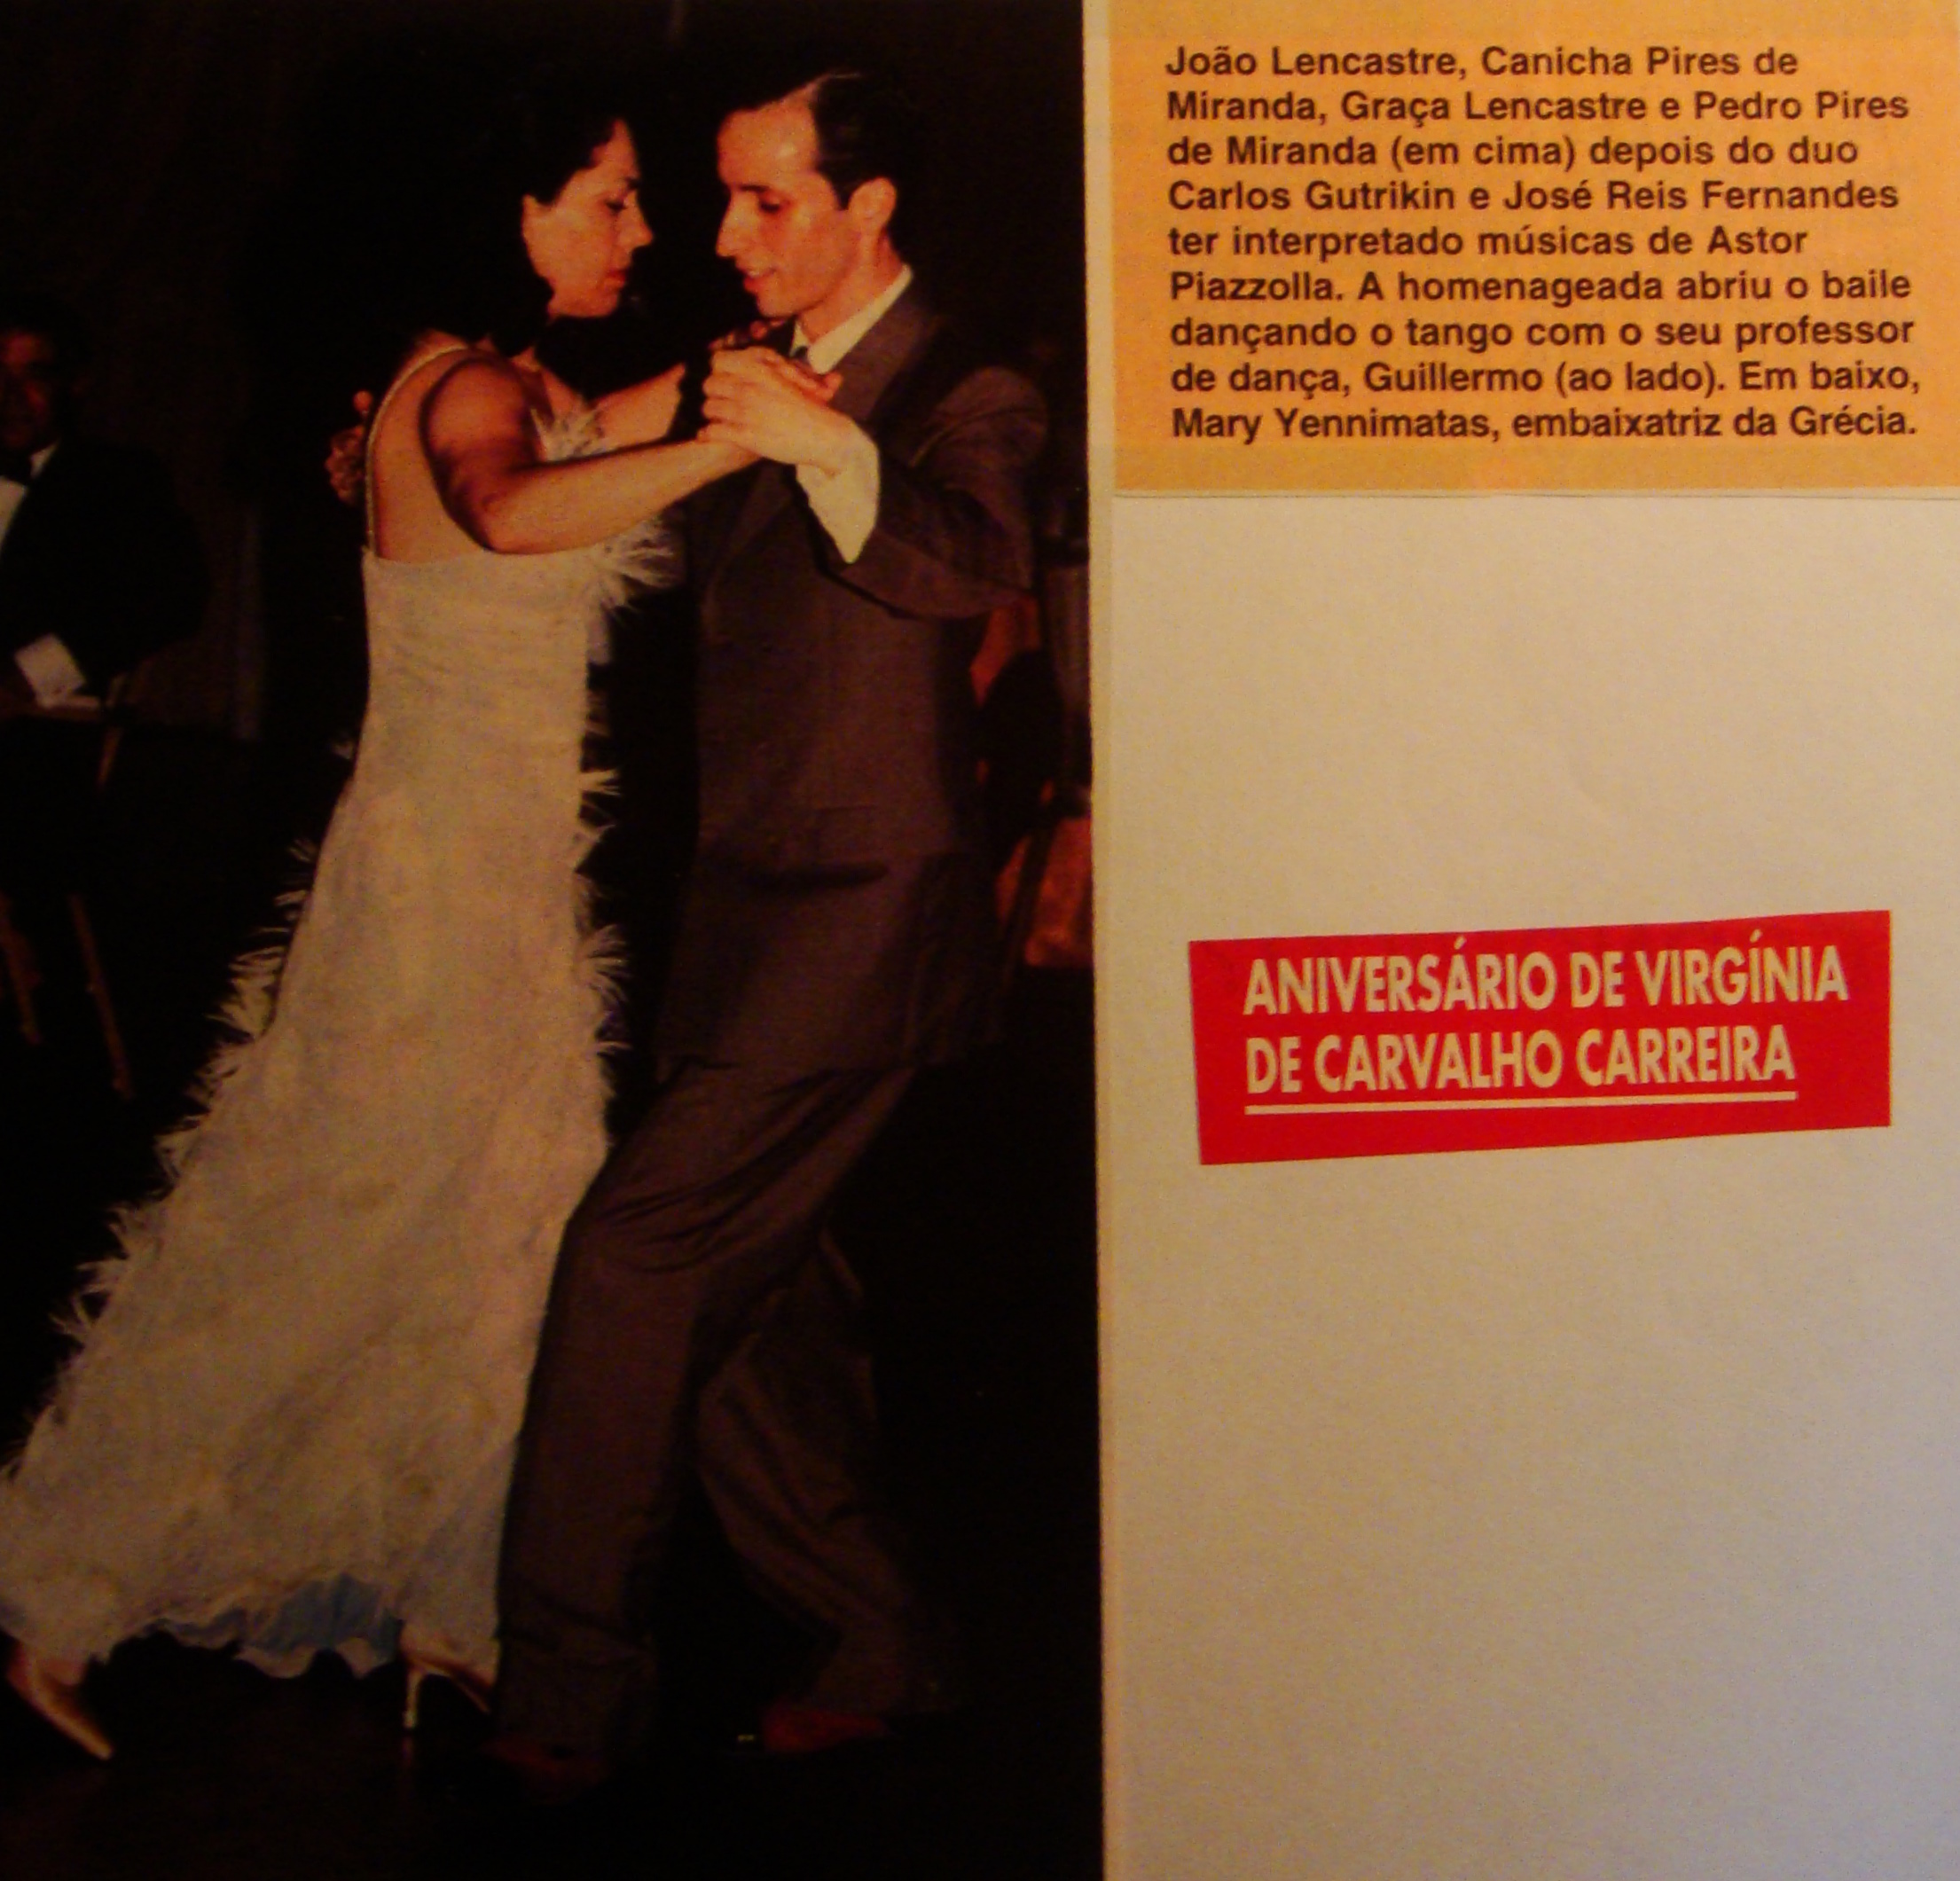 João Lencastre, Canicha Pires de
Miranda, Graça Lencastre e Pedro Pires
de Miranda (em cima) depois do duo
Carlos Gutrikin e José Reis Fernandes
ter interpretado músicas de Astor
Piazzolla. A homenageada abriu o baile
dançando o tango com o seu professor
de dança, Guillermo (ao lado). Em baixo,
Mary Yennimatas, embaixatriz da Grécia.
ANIVERSÁRIO DE VIRGÍNIA
DE CARVALHO CARREIRA